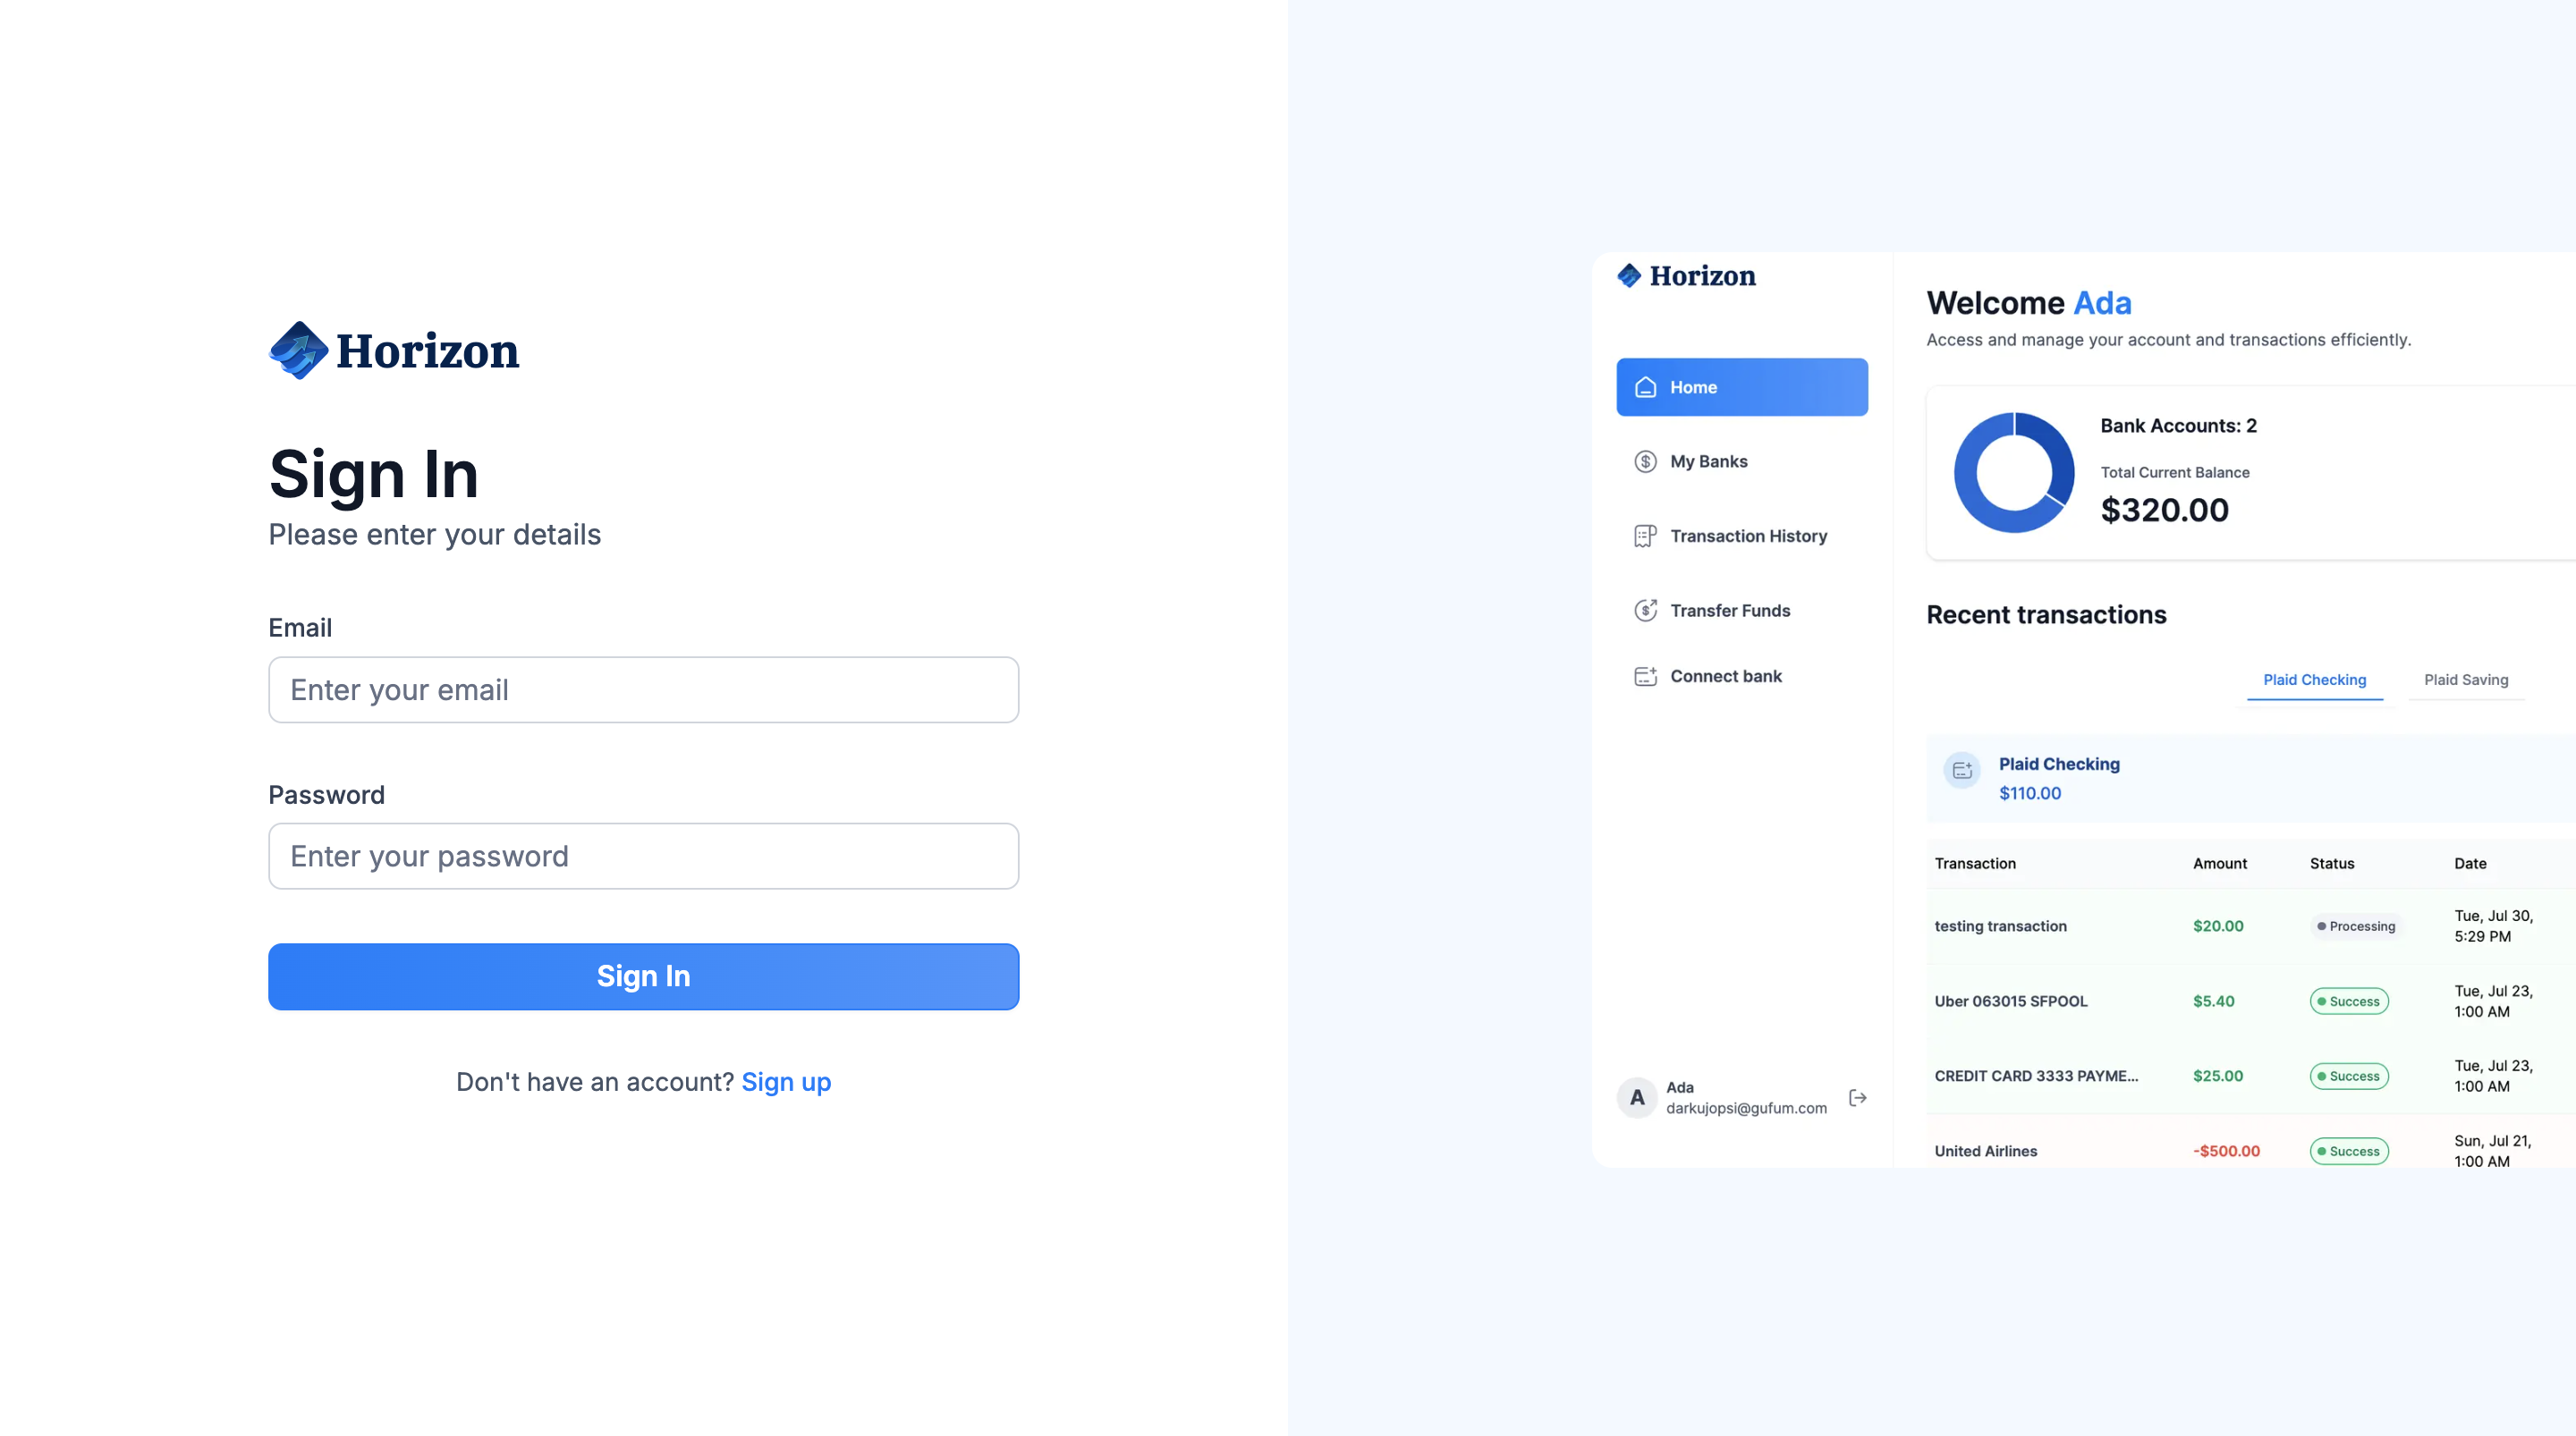 Horizon
Sign In
Please enter your details
Email
Enter your email
Password
Enter your password
Sign In
Don't have an account? Sign up
Horizon
Home
My Banks
Transaction History
Transfer Funds
Connect bank
A
Ada
darkujopsi@gufum.com
Welcome Ada
Access and manage your account and transactions efficiently.
Bank Accounts: 2
Total Current Balance
$320.00
Recent transactions
Plaid Checking Plaid Saving
Plaid Checking
$110.00
Transaction Amount Status Date
testing transaction $20.00 Processing Tue, Jul 30,
5:29 PM
Uber 063015 SFPOOL $5.40 Success Tue, Jul 23,
1:00 AM
CREDIT CARD 3333 PAYME... $25.00 Success Tue, Jul 23,
1:00 AM
United Airlines -$500.00 Success Sun, Jul 21,
1:00 AM